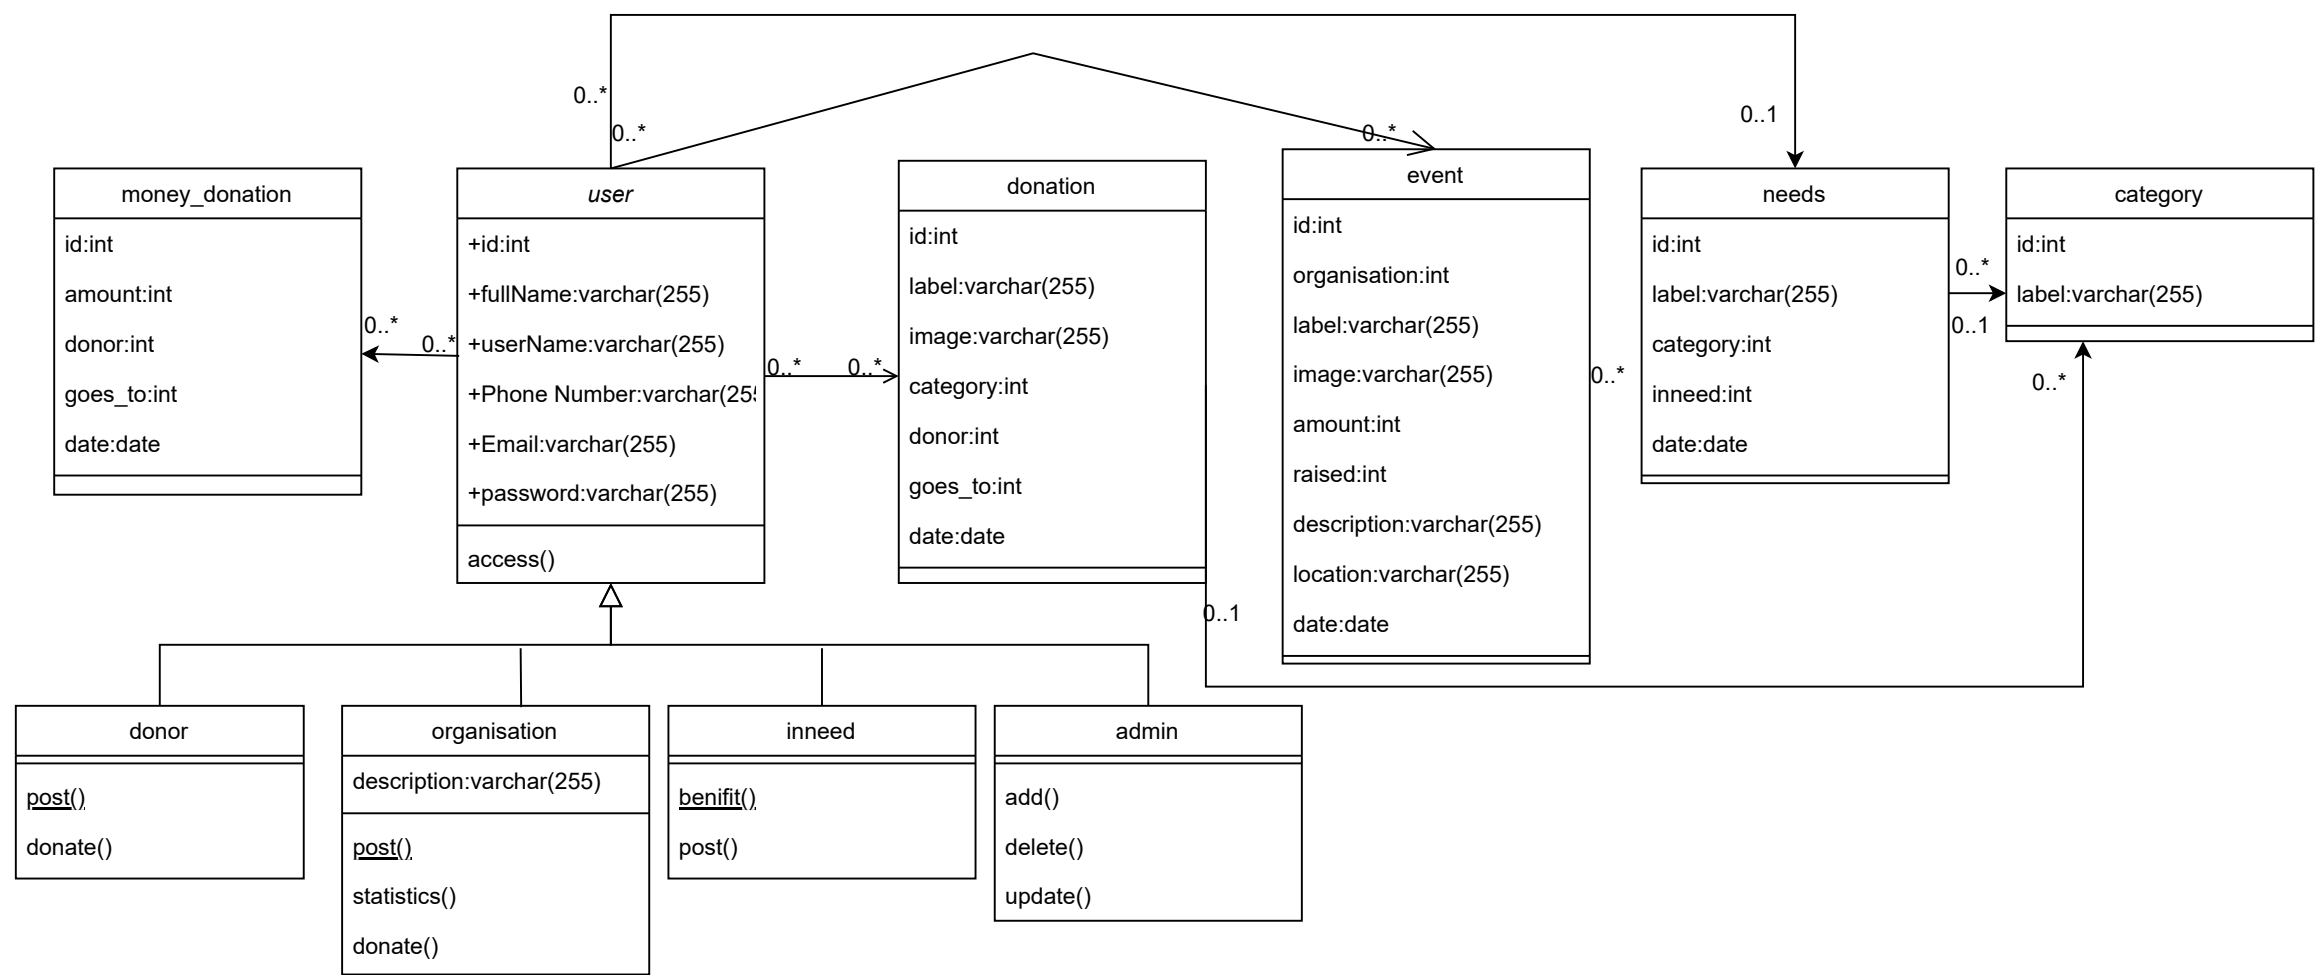 0..*
0..*
0..*
0..1
money_donation
id:int
amount:int
donor:int
goes_to:int
date:date
0..*
0..*
user
+id:int
+fullName:varchar(255)
+userName:varchar(255)
+Phone Number:varchar(255
+Email:varchar(255)
+password:varchar(255)
access()
0..*
0..*
donation
id:int
label:varchar(255)
image:varchar(255)
category:int
donor:int
goes_to:int
date:date
0..1
event
id:int
organisation:int
label:varchar(255)
image:varchar(255)
amount:int
raised:int
description:varchar(255)
location:varchar(255)
date:date
0..*
needs
id:int
label:varchar(255)
category:int
inneed:int
date:date
0..*
0..1
category
id:int
label:varchar(255)
0..*
donor
post()
donate()
organisation
description:varchar(255)
post()
statistics()
donate()
inneed
benifit()
post()
admin
add()
delete()
update()